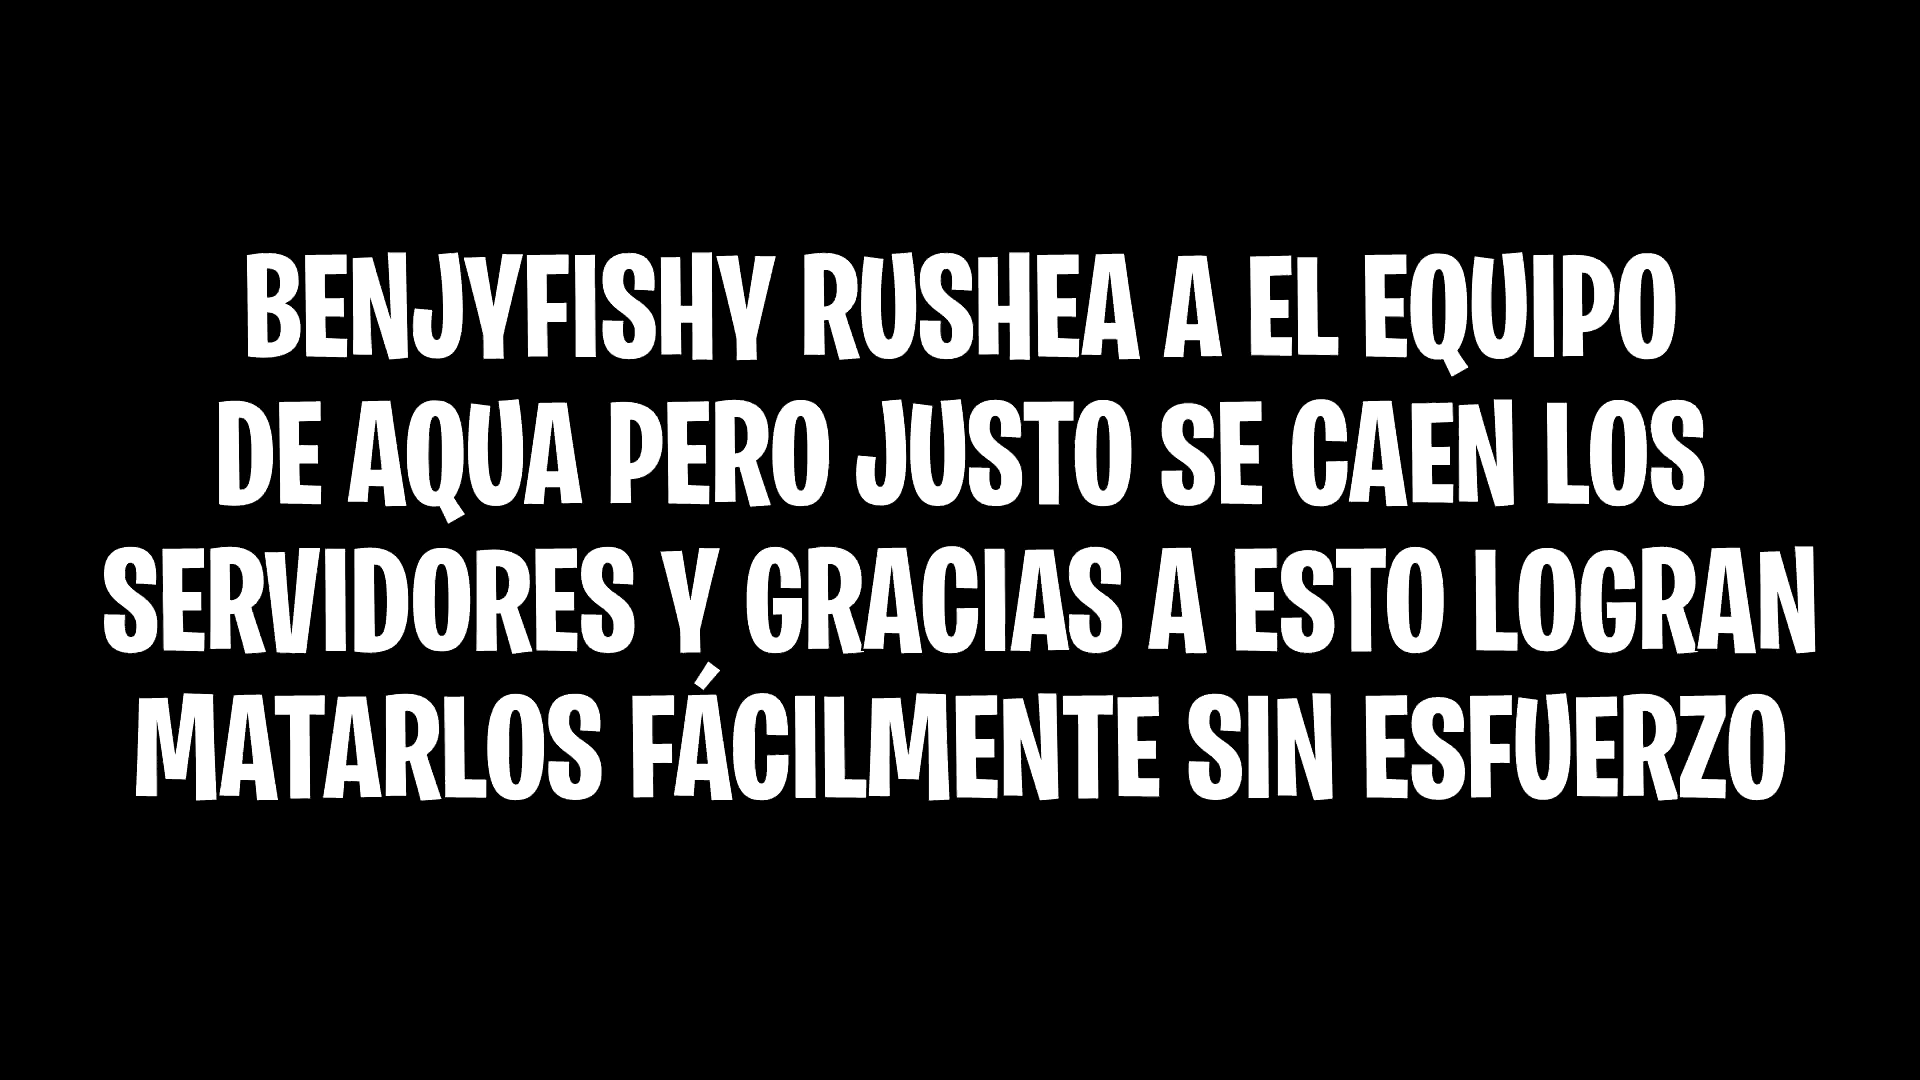 BENJYFISHY RUSHEA A EL EQUIPO
DE AQUA PERO JUSTO SE CAEN LOS
SERVIDORES Y GRACIAS A ESTO LOGRAN
MATARLOS FÁCILMENTE SIN ESFUERZO